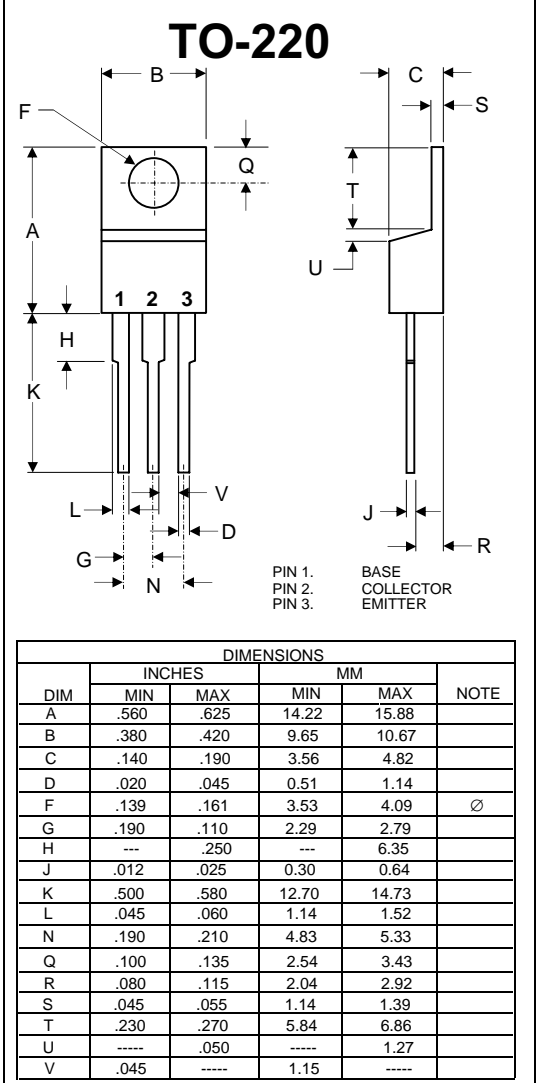 TO-220
B
C
S
F
Q
T
A
U
1 2 3
H
K
V
L
J
D
R
G
N
PIN 1. BASE
PIN 2. COLLECTOR
PIN 3. EMITTER
DIMENSIONS
INCHES MM
DIM MIN MAX MIN MAX NOTE
A .560 .625 14.22 15.88
B .380 .420 9.65 10.67
C .140 .190 3.56 4.82
D .020 .045 0.51 1.14
F .139 .161 3.53 4.09 ∅
G .190 .110 2.29 2.79
H --- .250 --- 6.35
J .012 .025 0.30 0.64
K .500 .580 12.70 14.73
L .045 .060 1.14 1.52
N .190 .210 4.83 5.33
Q .100 .135 2.54 3.43
R .080 .115 2.04 2.92
S .045 .055 1.14 1.39
T .230 .270 5.84 6.86
U ----- .050 ----- 1.27
V .045 ----- 1.15 -----